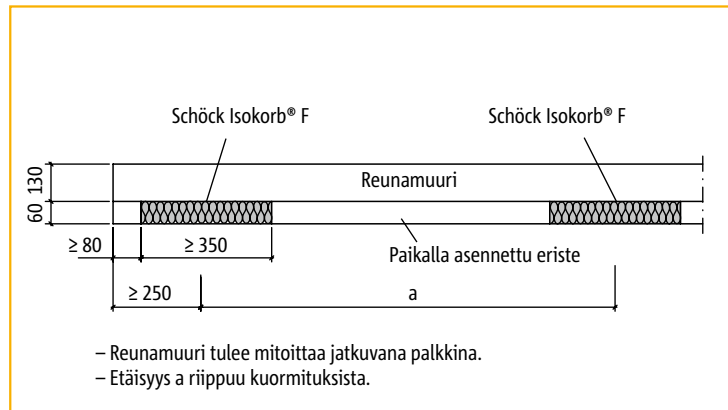 Schöck Isokorb® F
Schöck Isokorb® F
130
Reunamuuri
60
≥ 80
≥ 350
Paikalla asennettu eriste
≥ 250
a
– Reunamuuri tulee mitoittaa jatkuvana palkkina.
– Etäisyys a riippuu kuormituksista.